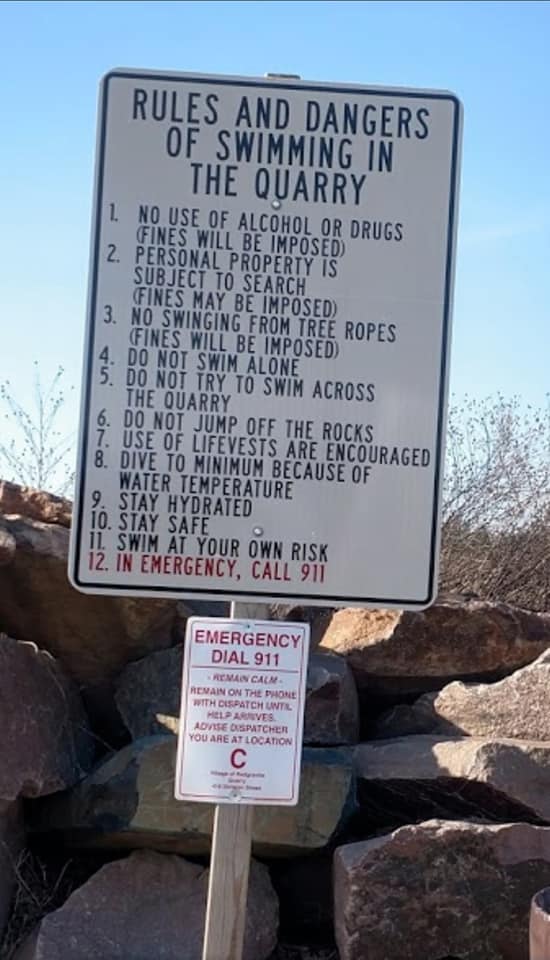 RULES AND DANGERS
OF SWIMMING IN
THE QUARRY
1. NO USE OF ALCOHOL OR DRUGS
(FINES WILL BE IMPOSED)
2. PERSONAL PROPERTY IS
SUBJECT TO SEARCH
(FINES MAY BE IMPOSED)
3. NO SWINGING FROM TREE ROPES
(FINES WILL BE IMPOSED)
4. DO NOT SWIM ALONE
5. DO NOT TRY TO SWIM ACROSS
THE QUARRY
6. DO NOT JUMP OFF THE ROCKS
7. USE OF LIFEVESTS ARE ENCOURAGED
8. DIVE TO MINIMUM BECAUSE OF
WATER TEMPERATURE
9. STAY HYDRATED
10. STAY SAFE
11. SWIM AT YOUR OWN RISK
12. IN EMERGENCY, CALL 911
EMERGENCY
DIAL 911
- REMAIN CALM -
REMAIN ON THE PHONE
WITH DISPATCH UNTIL
HELP ARRIVES.
ADVISE DISPATCHER
YOU ARE AT LOCATION
C
Village of Redgranite
Quarry
Street